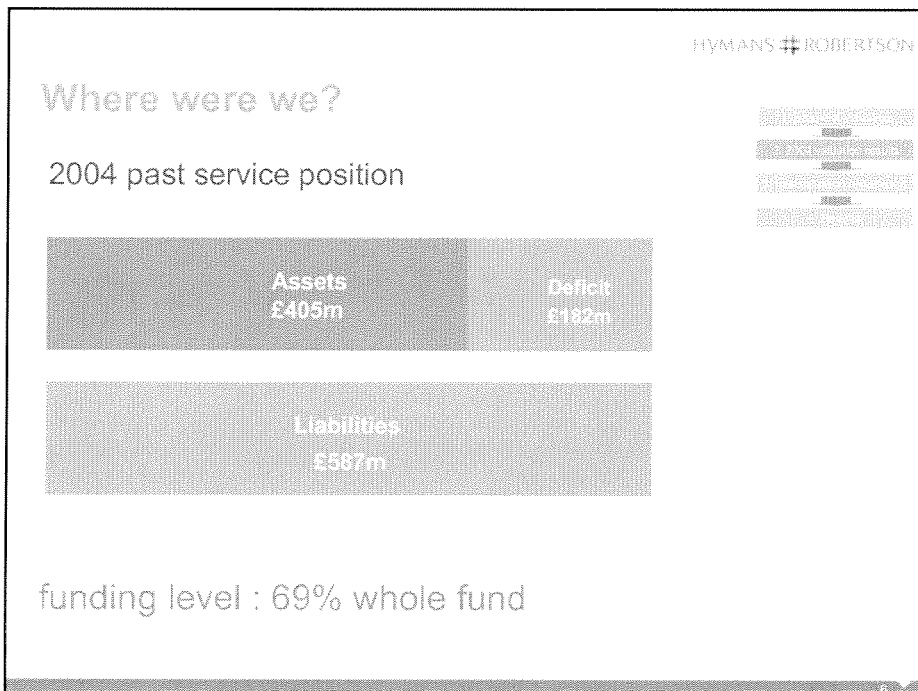 HYMANS # ROBERTSON
Where were we?
2004 past service position
Assets
£405m
Deficit
£182m
Liabilities
£587m
funding level : 69% whole fund